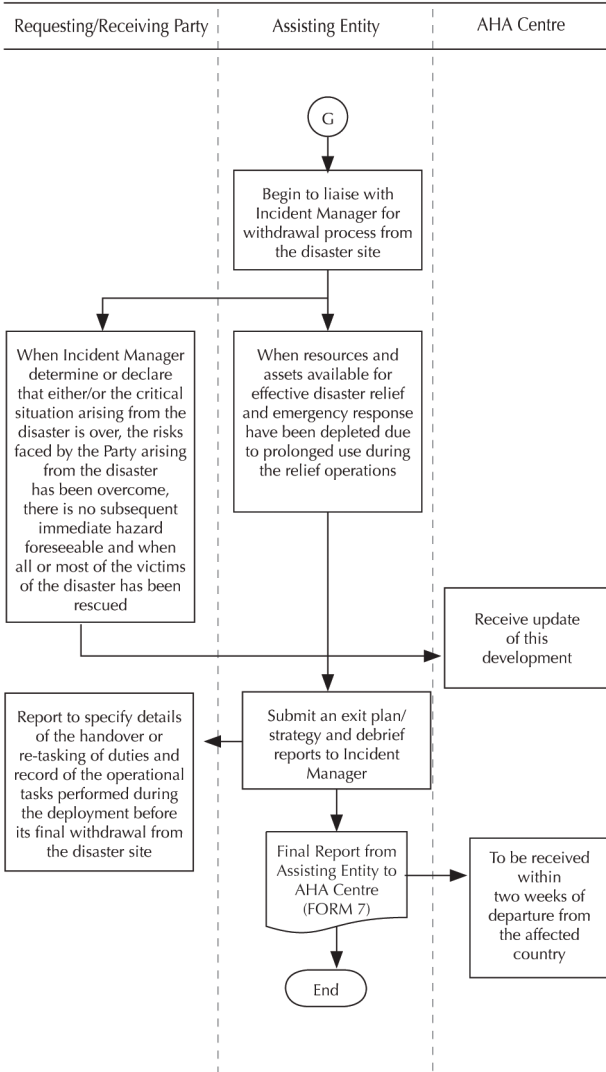 Requesting/Receiving Party
Assisting Entity
AHA Centre
G
Begin to liaise with
Incident Manager for
withdrawal process from
the disaster site
When Incident Manager
determine or declare
that either/or the critical
situation arising from the
disaster is over, the risks
faced by the Party arising
from the disaster
has been overcome,
there is no subsequent
immediate hazard
foreseeable and when
all or most of the victims
of the disaster has been
rescued
When resources and
assets available for
effective disaster relief
and emergency response
have been depleted due
to prolonged use during
the relief operations
Receive update
of this
development
Submit an exit plan/
strategy and debrief
reports to Incident
Manager
Report to specify details
of the handover or
re-tasking of duties and
record of the operational
tasks performed during
the deployment before
its final withdrawal from
the disaster site
Final Report from
Assisting Entity to
AHA Centre
(FORM 7)
To be received
within
two weeks of
departure from
the affected
country
End